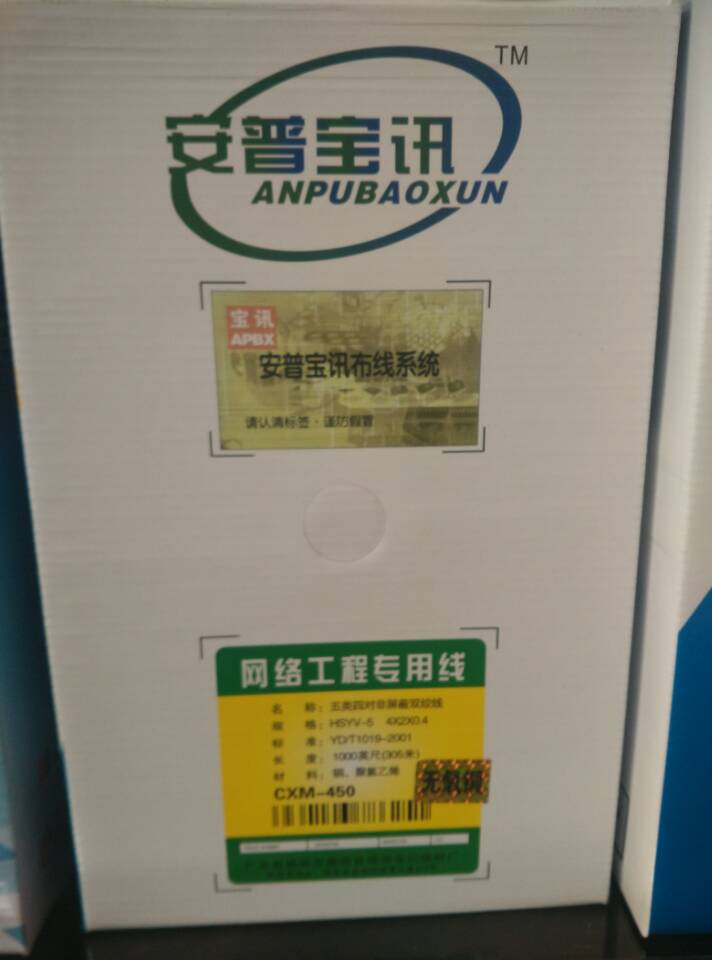 TM
安普宝讯
ANPUBAOXUN
宝讯
APBX
安普宝讯布线系统
请认清标签·谨防假冒
网络工程专用线
名 称：五类四对非屏蔽双绞线
规 格：HSYV-5 4X2X0.4
标 准：YD/T1019-2001
长 度：1000英尺(305米)
材 料：铜、聚氯乙烯
无氧铜
CXM-450